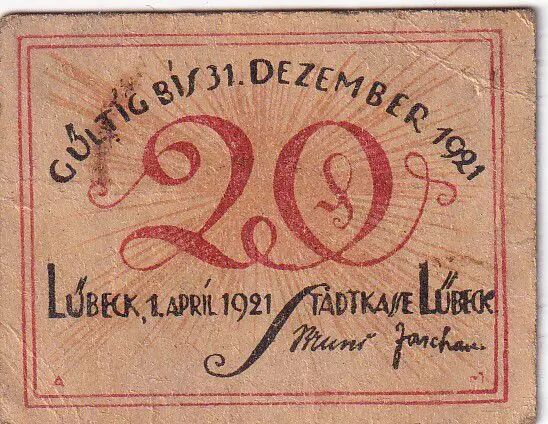 GÜLTIG BIS 31. DEZEMBER 1921
20
LÜBECK, 1. APRIL 1921 STADTKASSE LÜBECK.